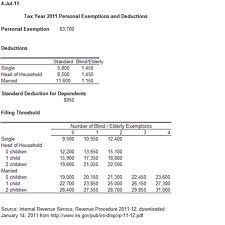 4-Jul-11
Tax Year 2011 Personal Exemptions and Deductions
Personal Exemption $3,700
Deductions
Standard Blind/Elderly
Single 5,800 1,450
Head of Household 8,500 1,450
Married 11,600 1,150
Standard Deduction for Dependents
$950
Filing Threshold
Number of Blind / Elderly Exemptions
0 1 2 3 4
Single 9,500 10,950 12,400
Head of Household
0 children 12,200 13,650 15,100
1 child 15,900 17,350 18,800
2 children 19,600 21,050 22,500
Married
0 children 19,000 20,150 21,300 22,450 23,600
1 child 22,700 23,850 25,000 26,150 27,300
2 children 26,400 27,550 28,700 29,850 31,000
Source: Internal Revenue Service, Revenue Procedure 2011-12, downloaded
January 14, 2011 from http://www.irs.gov/pub/irs-drop/rp-11-12.pdf